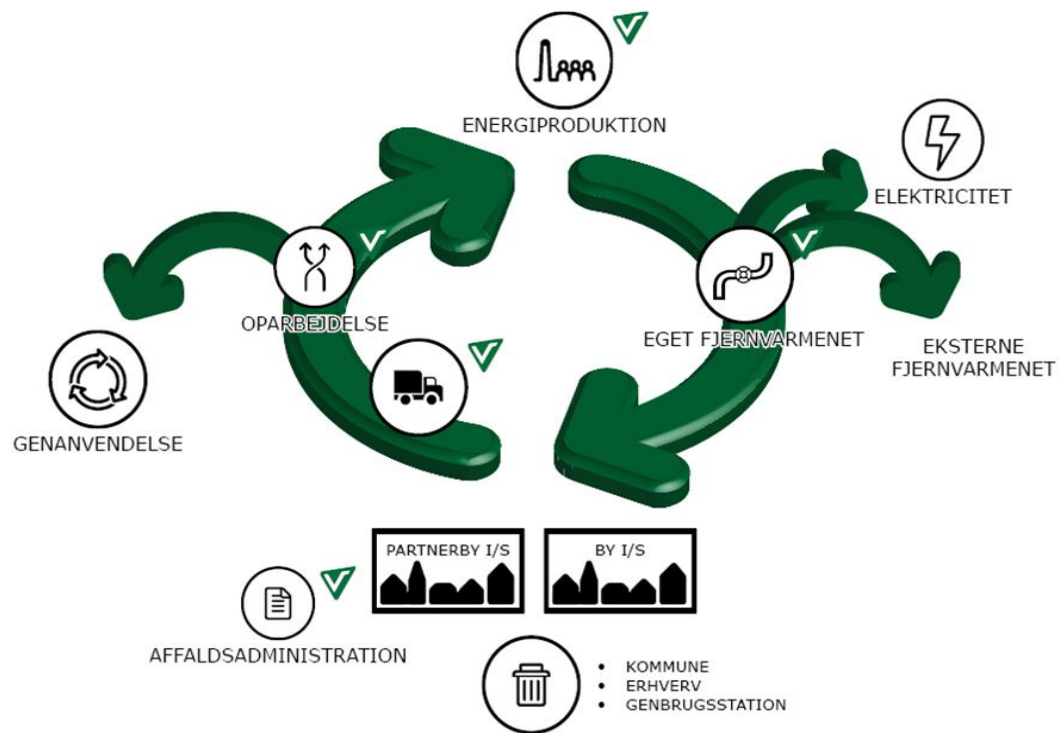 ENERGIPRODUKTION
ELEKTRICITET
OPARBEJDELSE
EGET FJERNVARMENET
EKSTERNE
FJERNVARMENET
GENANVENDELSE
PARTNERBY I/S
BY I/S
AFFALDSADMINISTRATION
• KOMMUNE
• ERHVERV
• GENBRUGSSTATION